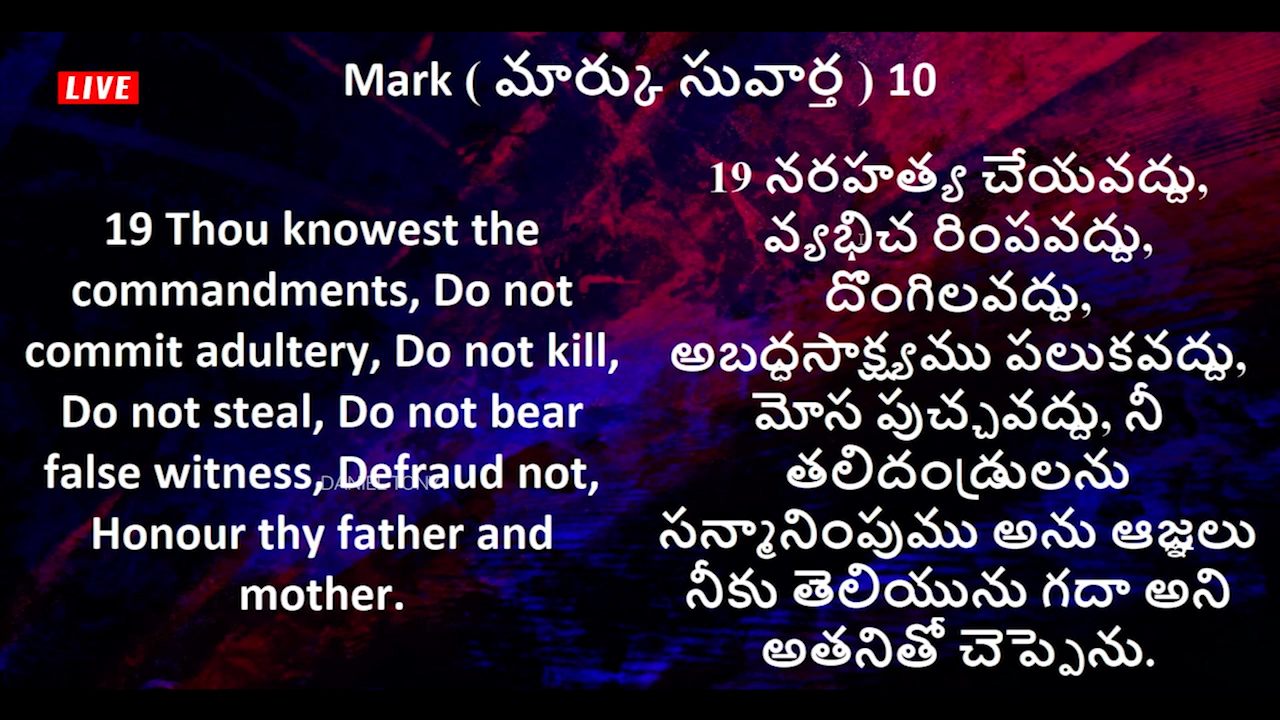 LIVE
Mark ( మార్కు సువార్త ) 10
19 Thou knowest the
commandments, Do not
commit adultery, Do not kill,
Do not steal, Do not bear
false witness, Defraud not,
Honour thy father and
mother.
19 నరహత్య చేయవద్దు,
వ్యభిచ రింపవద్దు,
దొంగిలవద్దు,
అబద్ధసాక్ష్యము పలుకవద్దు,
మోస పుచ్చవద్దు, నీ
తలిదండ్రులను
సన్మానింపుము అను ఆజ్ఞలు
నీకు తెలియును గదా అని
అతనితో చెప్పెను.
DANIEL TONY